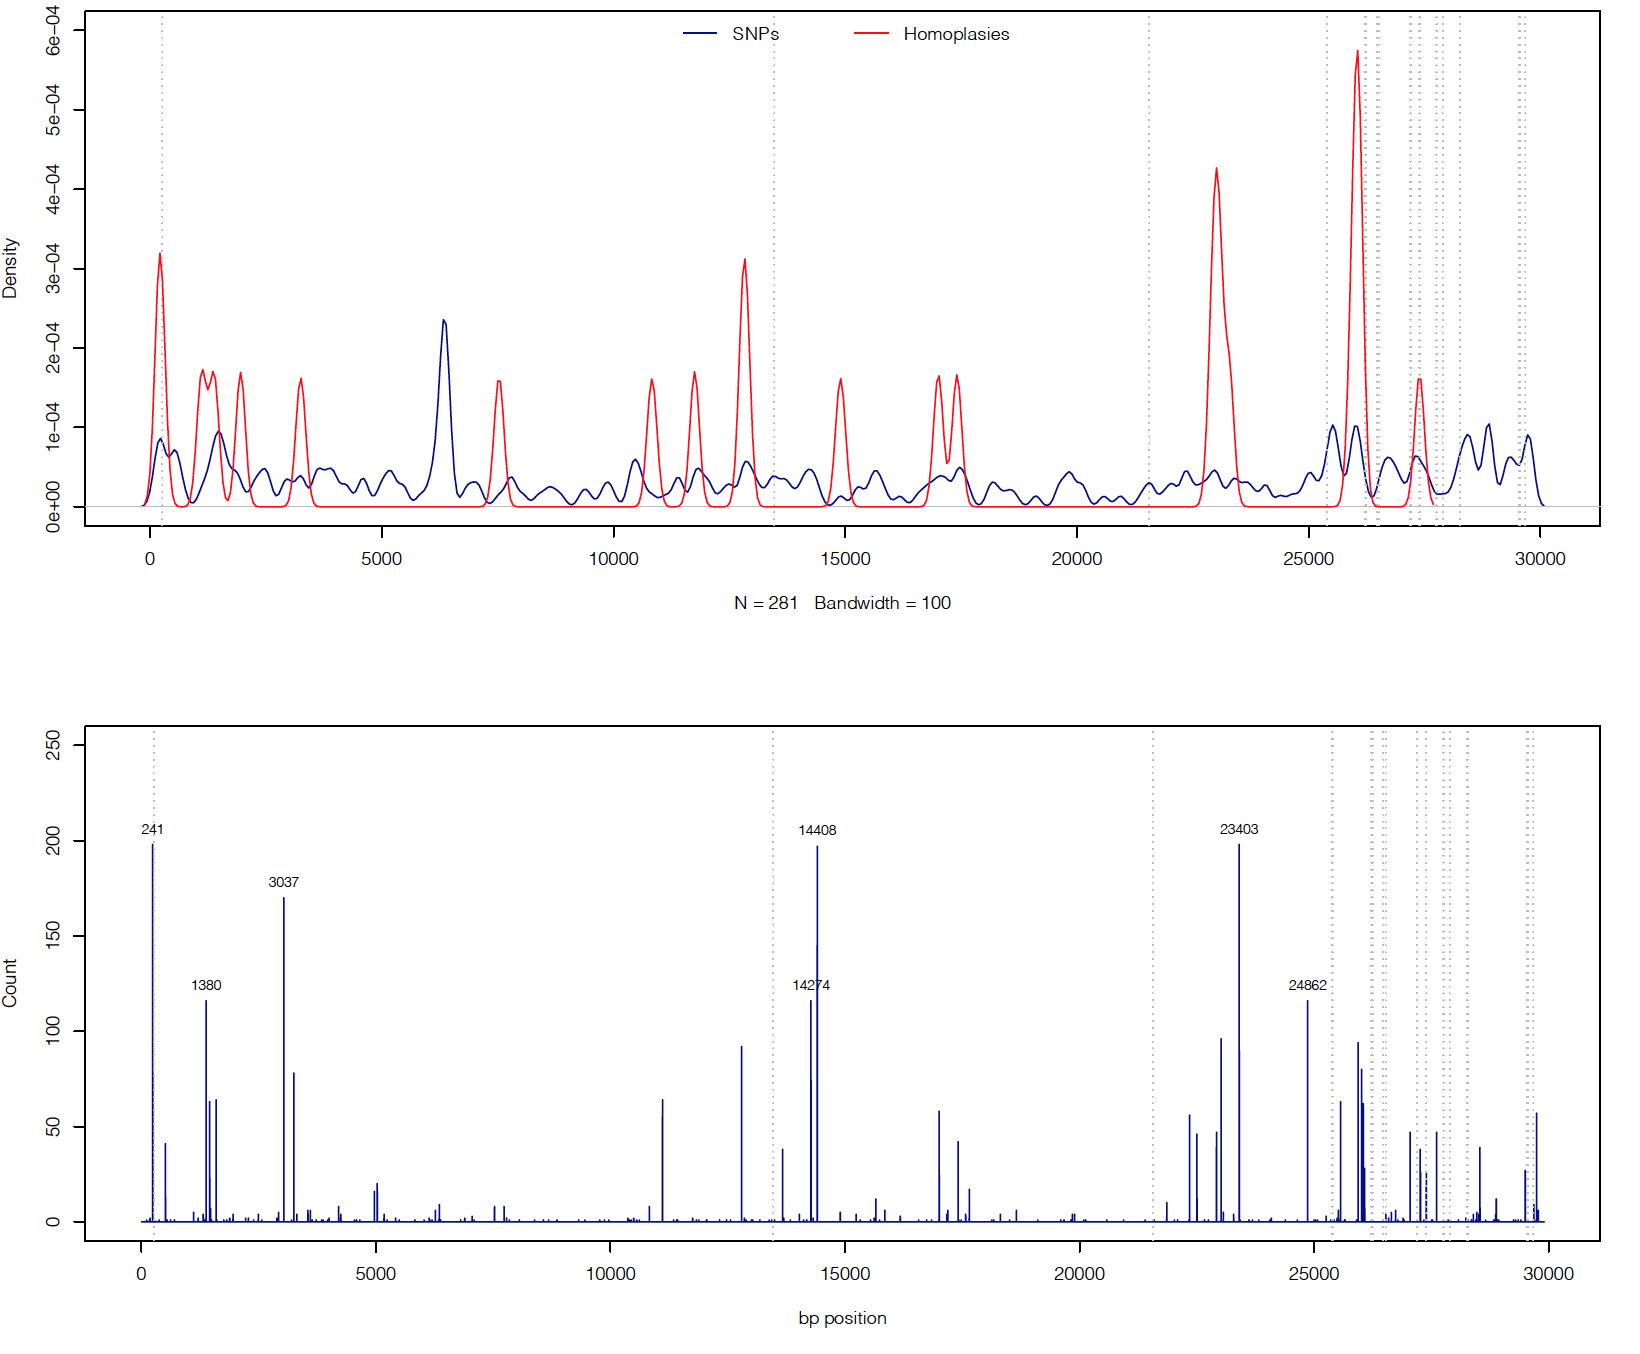 SNPs Homoplasies
6e−04
5e−04
4e−04
3e−04
2e−04
1e−04
0e+00
Density
0 5000 10000 15000 20000 25000 30000
N = 281 Bandwidth = 100
250
200
150
100
50
0
Count
241
14408
23403
3037
1380
14274
24862
0 5000 10000 15000 20000 25000 30000
bp position